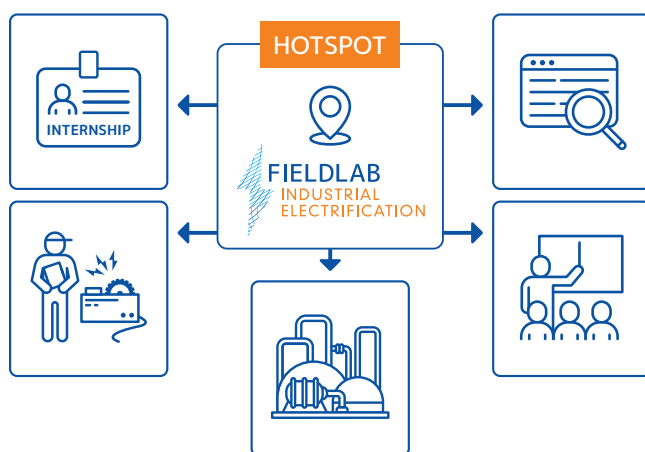 HOTSPOT
INTERNSHIP
FIELDLAB
INDUSTRIAL
ELECTRIFICATION